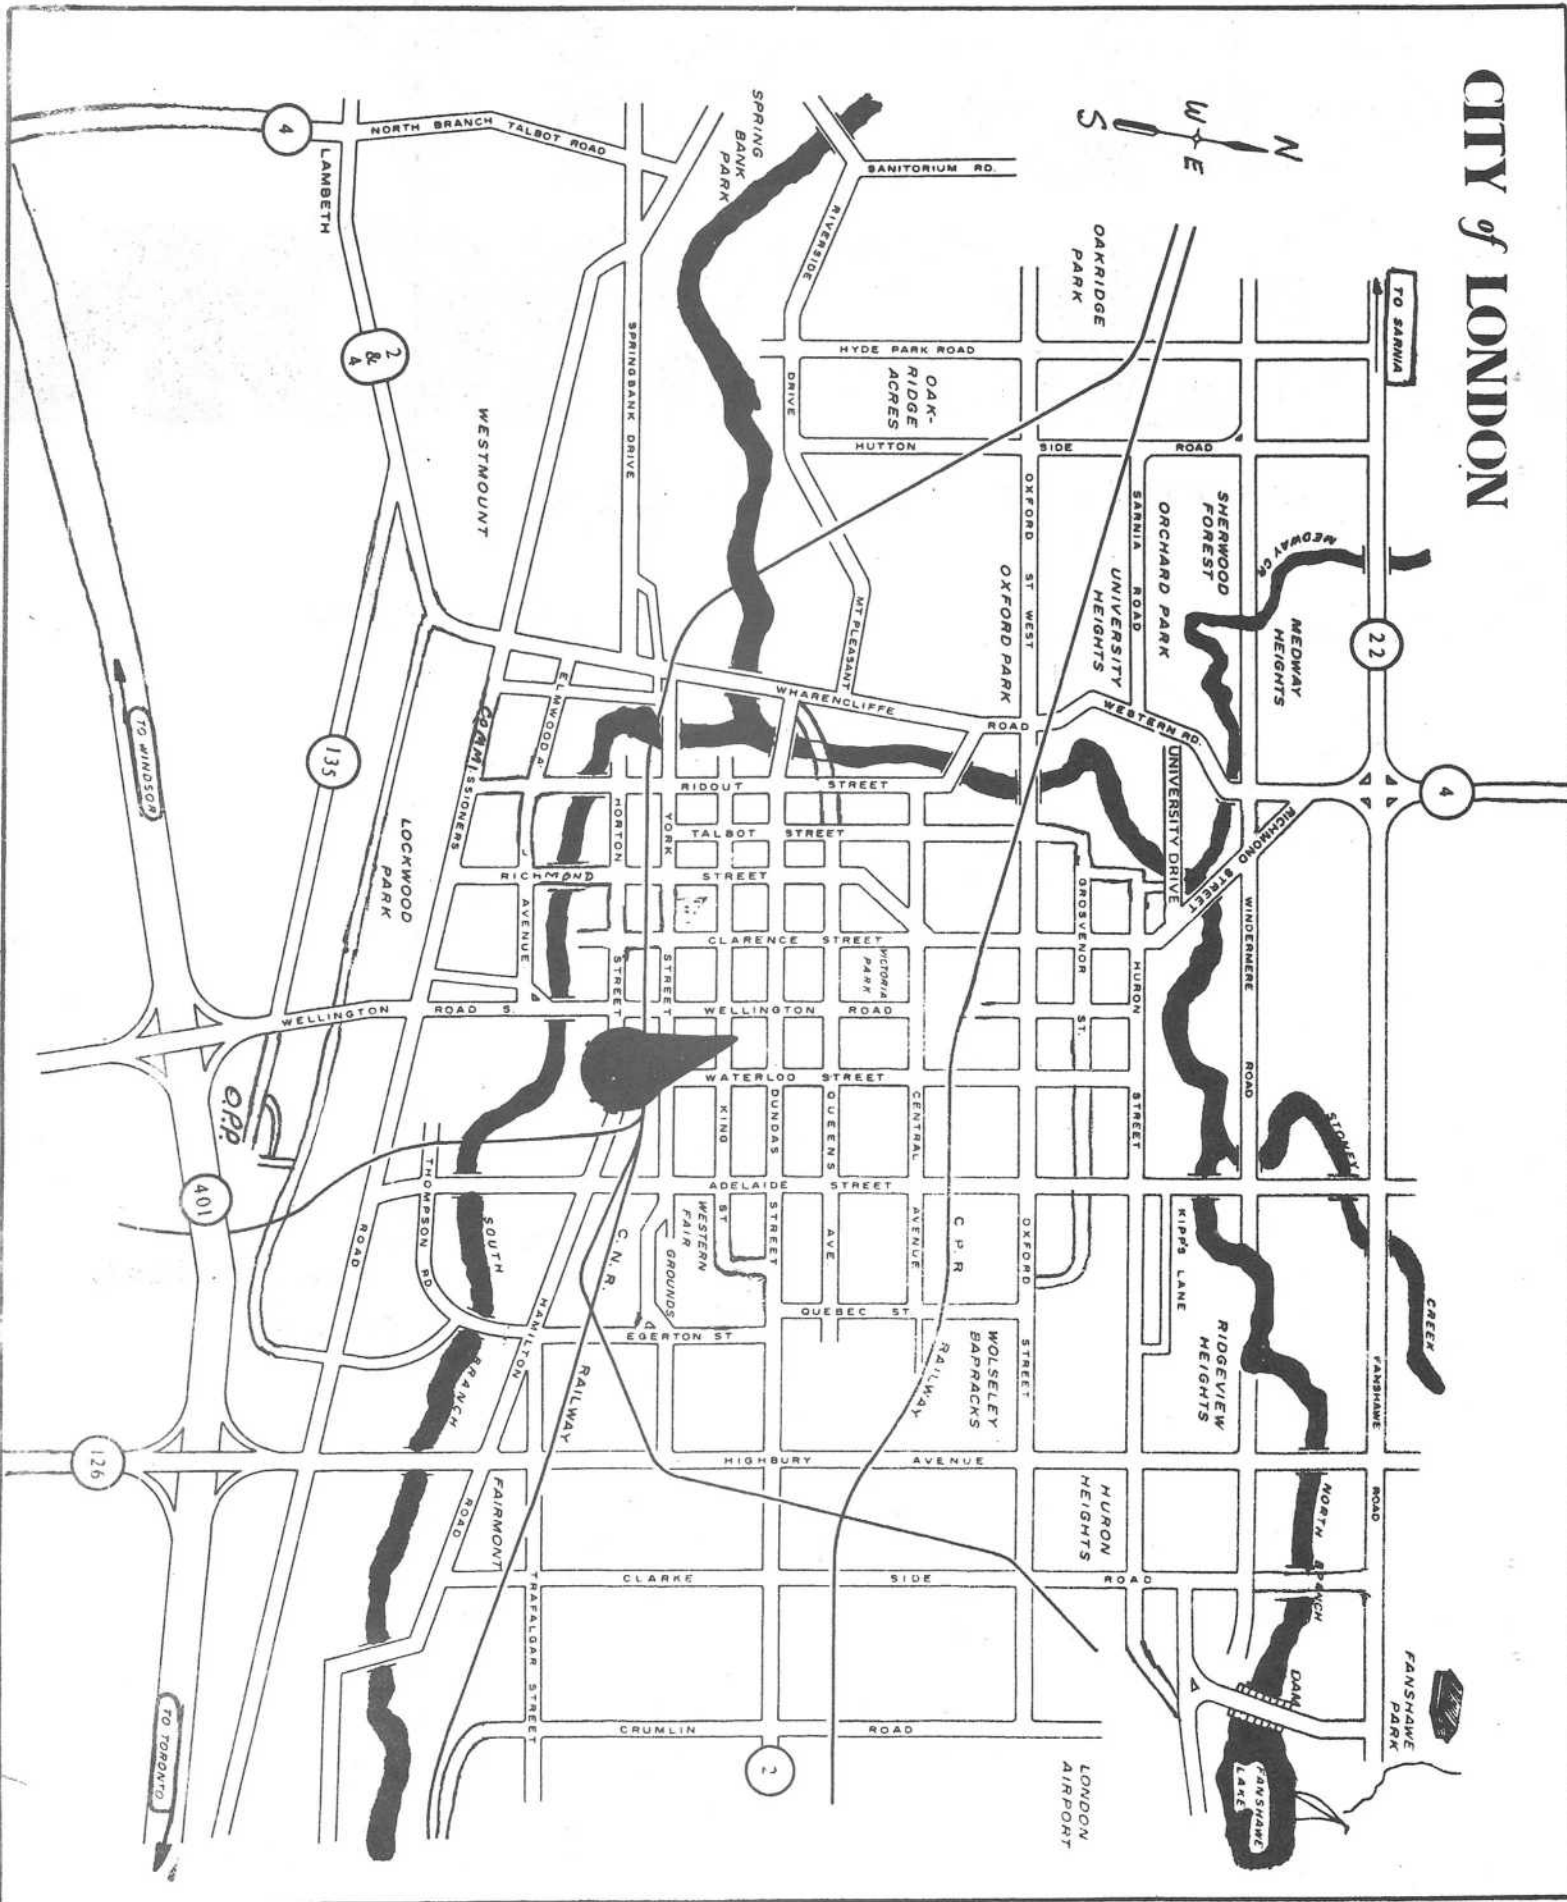 CITY of LONDON
N
W E
S
TO SARNIA
22
4
FANSHAWE
PARK
STONEY
CREEK
FANSHAWE
ROAD
MEDWAY CR.
MEDWAY
HEIGHTS
SHERWOOD
FOREST
ORCHARD PARK
SARNIA ROAD
UNIVERSITY
HEIGHTS
WESTERN RD.
UNIVERSITY DRIVE
RICHMOND
STREET
WINDERMERE
ROAD
NORTH BRANCH
DAM
FANSHAWE
LAKE
RIDGEVIEW
HEIGHTS
KIPP'S LANE
HURON
STREET
HURON
HEIGHTS
GROSVENOR ST.
OAKRIDGE
PARK
HYDE PARK ROAD
OAK-
RIDGE
ACRES
HUTTON SIDE ROAD
OXFORD ST WEST
OXFORD PARK
OXFORD
STREET
WOLSELEY
BARRACKS
LONDON
AIRPORT
SANITORIUM RD.
RIVERSIDE
DRIVE
MT PLEASANT
WHARENCLIFFE
ROAD
C P R
RAILWAY
CENTRAL
AVENUE
VICTORIA
PARK
QUEENS
AVE
DUNDAS
STREET
KING
ST
RIDOUT STREET
TALBOT STREET
RICHMOND STREET
CLARENCE STREET
WELLINGTON ROAD
WATERLOO STREET
ADELAIDE STREET
QUEBEC ST
EGERTON ST
HIGHBURY AVENUE
CLARKE SIDE ROAD
CRUMLIN ROAD
2
SPRING
BANK
PARK
SPRINGBANK DRIVE
YORK
STREET
HORTON
STREET
WESTERN
FAIR
GROUNDS
C. N. R.
RAILWAY
HAMILTON
ROAD
TRAFALGAR STREET
FAIRMONT
NORTH BRANCH TALBOT ROAD
LAMBETH
4
2
&
4
WESTMOUNT
ELMWOOD A.
AVENUE
COMMISSIONERS
ROAD
LOCKWOOD
PARK
135
WELLINGTON ROAD S.
THOMPSON RD
SOUTH
BRANCH
O.P.P.
401
126
TO WINDSOR
TO TORONTO